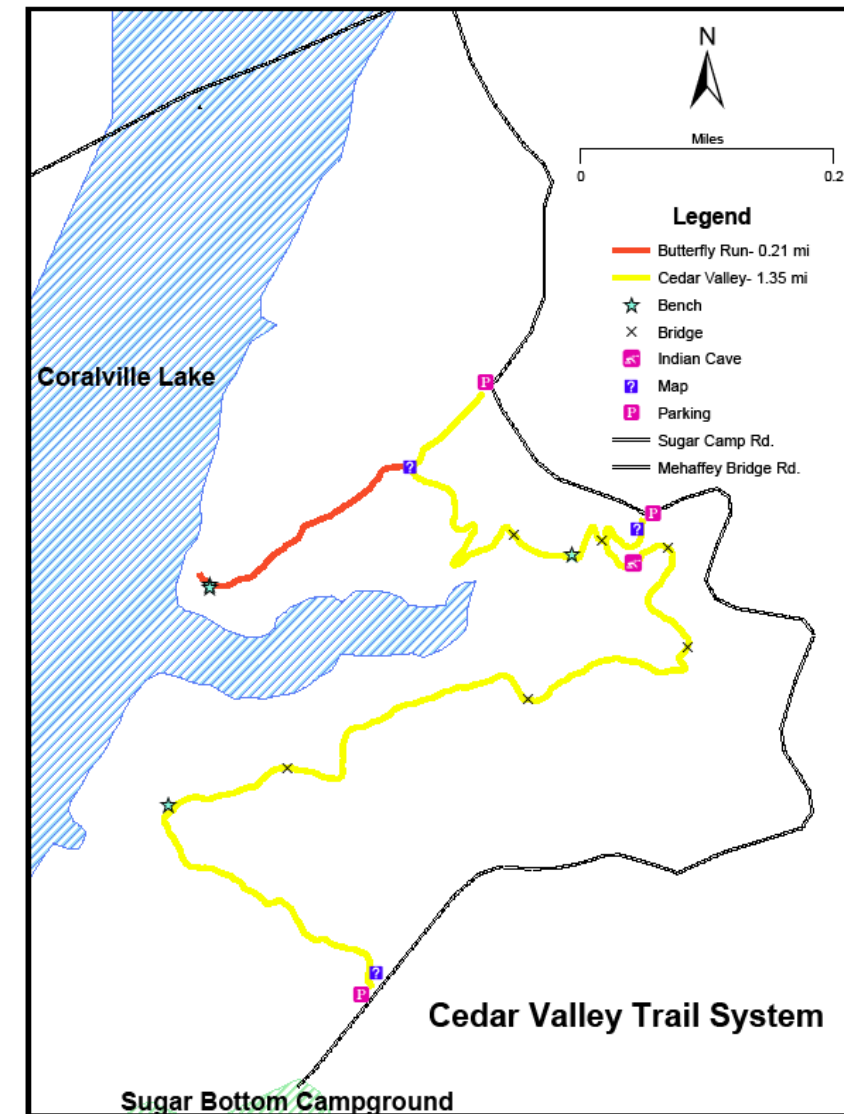 N
Miles
0 0.2
Legend
Butterfly Run- 0.21 mi
Cedar Valley- 1.35 mi
Bench
Bridge
Indian Cave
? Map
P Parking
Sugar Camp Rd.
Mehaffey Bridge Rd.
Coralville Lake
P
?
P
?
?
P
Cedar Valley Trail System
Sugar Bottom Campground